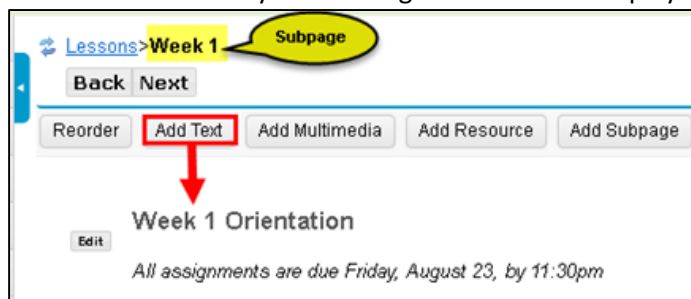 Lessons>Week 1
Subpage
Back Next
Reorder Add Text Add Multimedia Add Resource Add Subpage
Week 1 Orientation
Edit
All assignments are due Friday, August 23, by 11:30pm